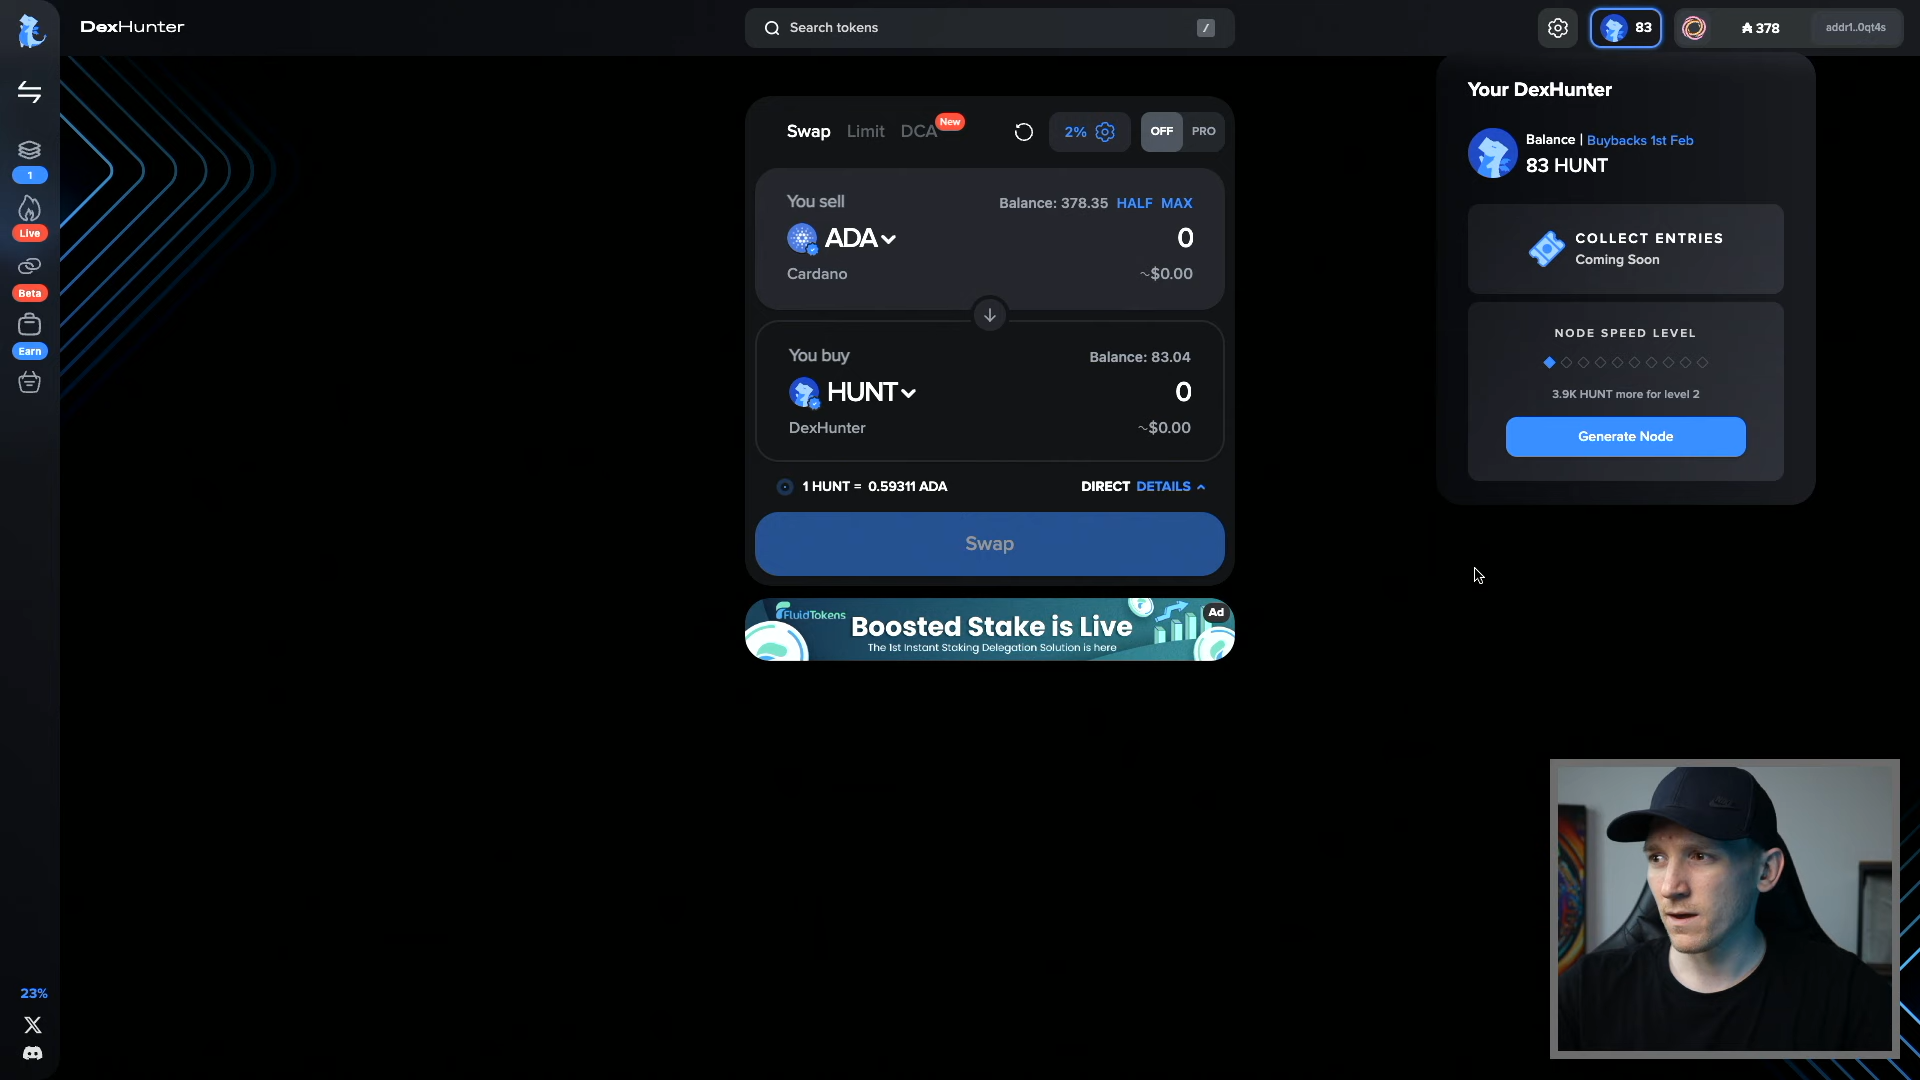 DexHunter
Search tokens
/
83
378
addr1..0qt4s
1
Live
Beta
Earn
23%
Swap
Limit
DCA
New
2%
OFF
PRO
You sell
Balance: 378.35 HALF MAX
ADA
0
Cardano
~$0.00
You buy
Balance: 83.04
HUNT
0
DexHunter
~$0.00
1 HUNT = 0.59311 ADA
DIRECT DETAILS
Swap
FluidTokens
Boosted Stake is Live
The 1st Instant Staking Delegation Solution is here
Ad
Your DexHunter
Balance | Buybacks 1st Feb
83 HUNT
COLLECT ENTRIES
Coming Soon
NODE SPEED LEVEL
3.9K HUNT more for level 2
Generate Node